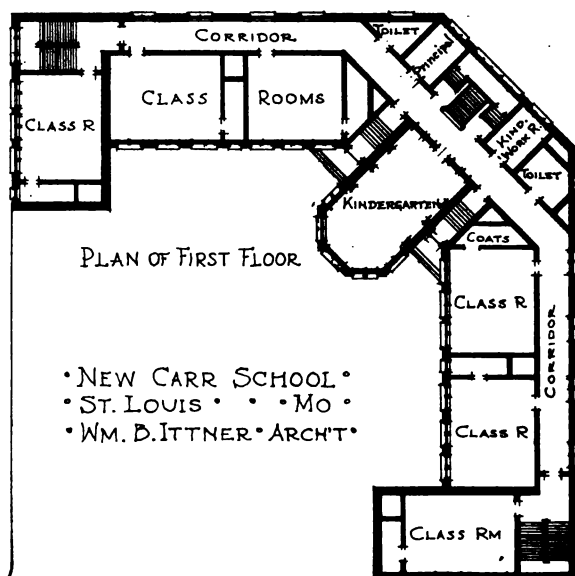 CORRIDOR
TOILET
Principal
CLASS ROOMS
CLASS R
KIND.
WORK R.
TOILET
KINDERGARTEN
COATS
PLAN OF FIRST FLOOR
CLASS R
CORRIDOR
• NEW CARR SCHOOL •
• ST. LOUIS • • • MO •
• WM. B. ITTNER • ARCH'T •
CLASS R
CLASS RM